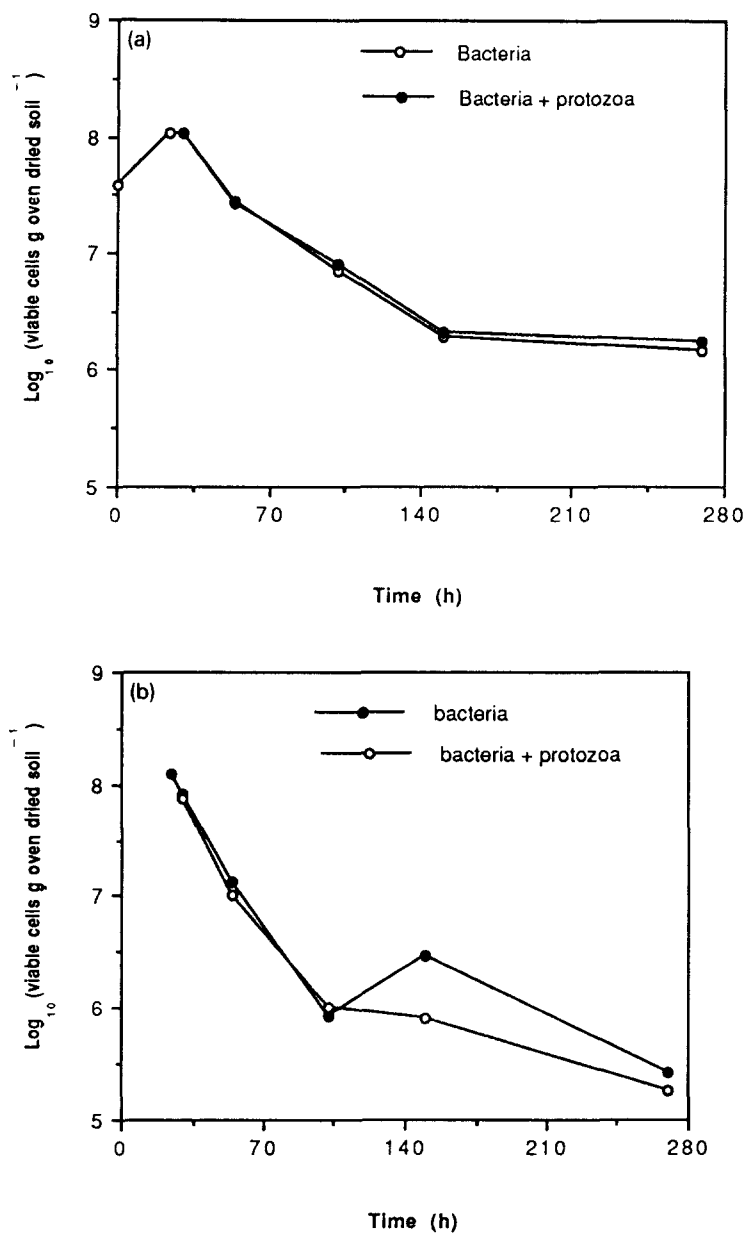 (a)
Bacteria
Bacteria + protozoa
Log10 (viable cells g oven dried soil -1)
9
8
7
6
5
0 70 140 210 280
Time (h)
(b)
bacteria
bacteria + protozoa
Log10 (viable cells g oven dried soil -1)
9
8
7
6
5
0 70 140 210 280
Time (h)